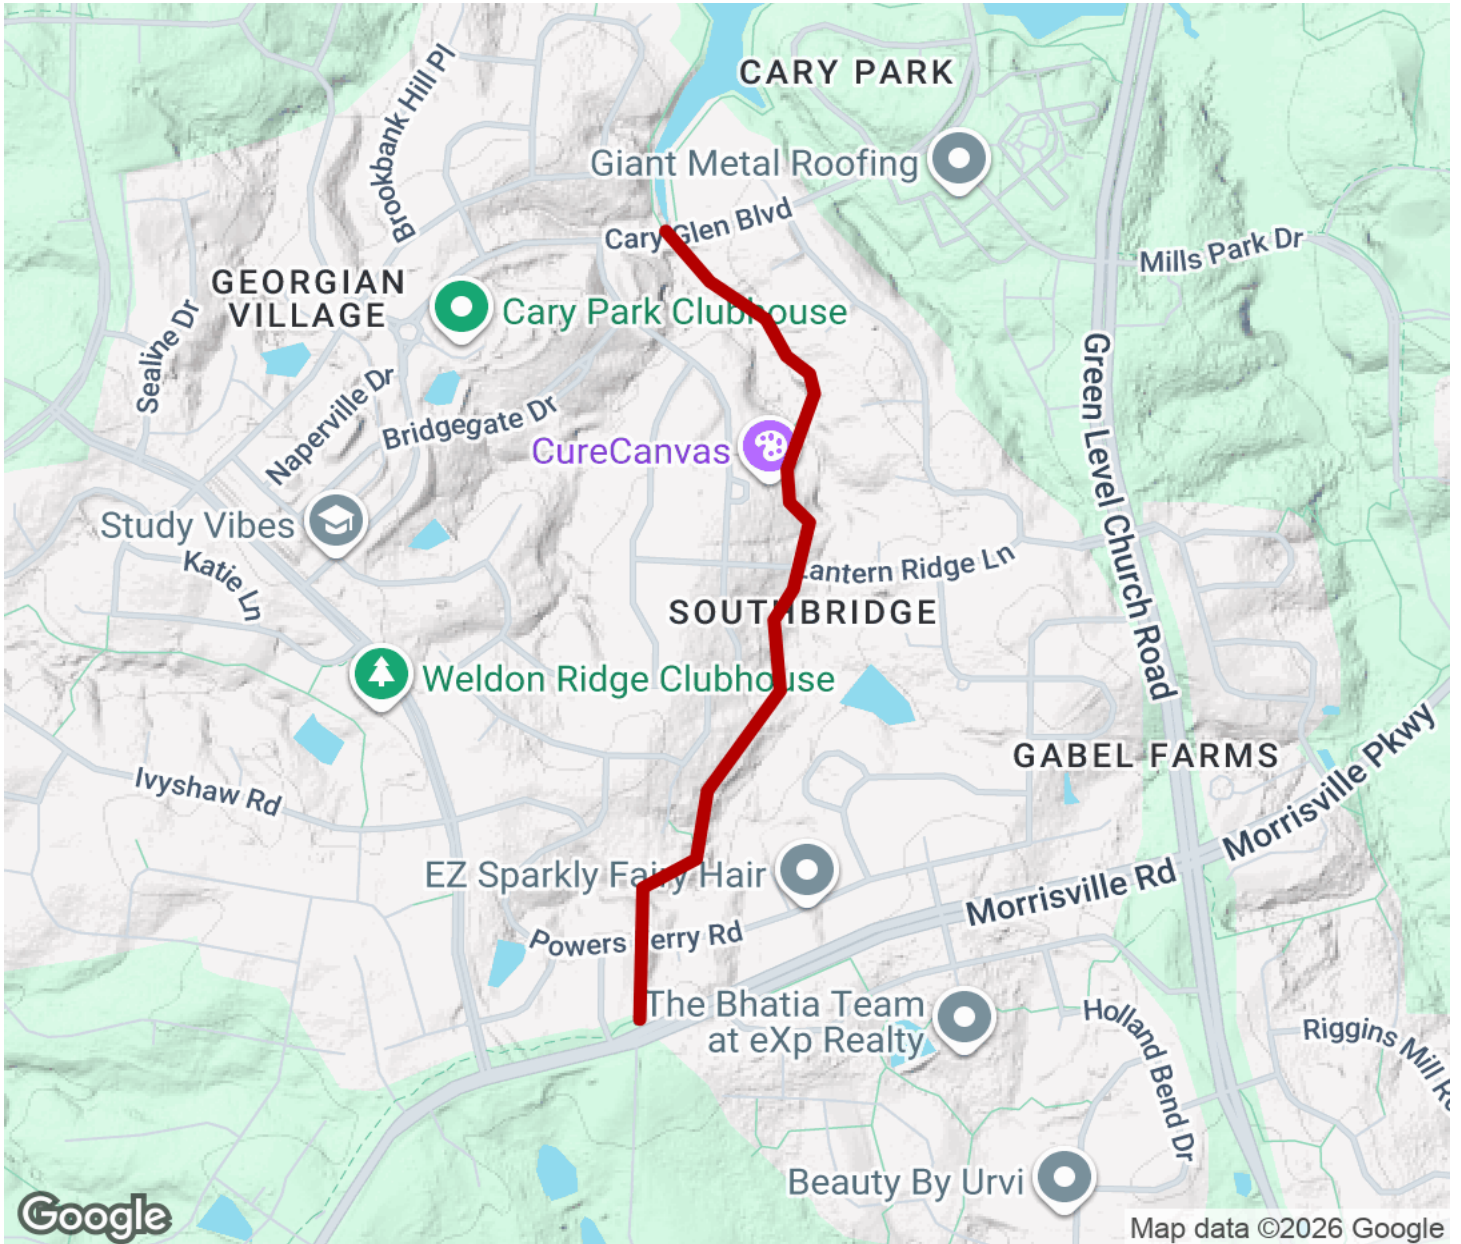 Brookbank Hill Pl
CARY PARK
Giant Metal Roofing
Cary Glen Blvd
Mills Park Dr
GEORGIAN
VILLAGE
Cary Park Clubhouse
Sealine Dr
Naperville Dr
Bridgegate Dr
Green Level Church Road
CureCanvas
Study Vibes
Katie Ln
Lantern Ridge Ln
SOUTHBRIDGE
Weldon Ridge Clubhouse
GABEL FARMS
Morrisville Pkwy
Ivyshaw Rd
EZ Sparkly Fairy Hair
Morrisville Rd
Powers Ferry Rd
The Bhatia Team
at eXp Realty
Holland Bend Dr
Riggins Mill R
Beauty By Urvi
Google
Map data ©2026 Google